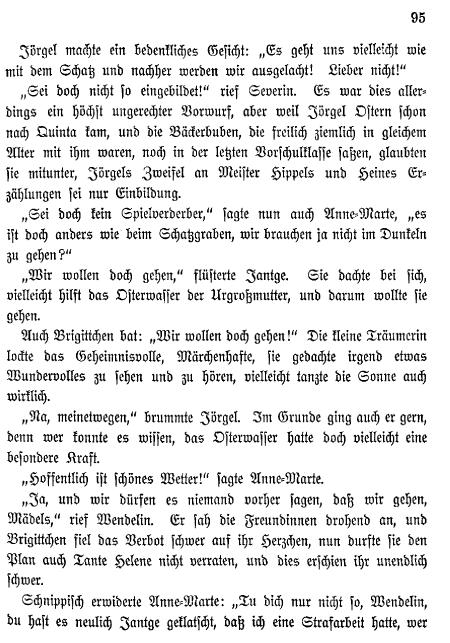 95
Jörgel machte ein bedenkliches Gesicht: „Es geht uns vielleicht wie
mit dem Schatz und nachher werden wir ausgelacht! Lieber nicht!“
„Sei doch nicht so eingebildet!“ rief Severin. Es war dies aller-
dings ein höchst ungerechter Vorwurf, aber weil Jörgel Ostern schon
nach Quinta kam, und die Bäckerbuben, die freilich ziemlich in gleichem
Alter mit ihm waren, noch in der letzten Vorschulklasse saßen, glaubten
sie mitunter, Jörgels Zweifel an Meister Hippels und Heines Er-
zählungen sei nur Einbildung.
„Sei doch kein Spielverderber,“ sagte nun auch Anne-Marte, „es
ist doch anders wie beim Schatzgraben, wir brauchen ja nicht im Dunkeln
zu gehen?“
„Wir wollen doch gehen,“ flüsterte Jantge. Sie dachte bei sich,
vielleicht hilft das Osterwasser der Urgroßmutter, und darum wollte sie
gehen.
Auch Brigittchen bat: „Wir wollen doch gehen!“ Die kleine Träumerin
lockte das Geheimnisvolle, Märchenhafte, sie gedachte irgend etwas
Wundervolles zu sehen und zu hören, vielleicht tanzte die Sonne auch
wirklich.
„Na, meinetwegen,“ brummte Jörgel. Im Grunde ging auch er gern,
denn wer konnte es wissen, das Osterwasser hatte doch vielleicht eine
besondere Kraft.
„Hoffentlich ist schönes Wetter!“ sagte Anne-Marte.
„Ja, und wir dürfen es niemand vorher sagen, daß wir gehen,
Mädels,“ rief Wendelin. Er sah die Freundinnen drohend an, und
Brigittchen fiel das Verbot schwer auf ihr Herzchen, nun durfte sie den
Plan auch Tante Helene nicht verraten, und dies erschien ihr unendlich
schwer.
Schnippisch erwiderte Anne-Marte: „Tu dich nur nicht so, Wendelin,
du hast es neulich Jantge geklatscht, daß ich eine Strafarbeit hatte, wer